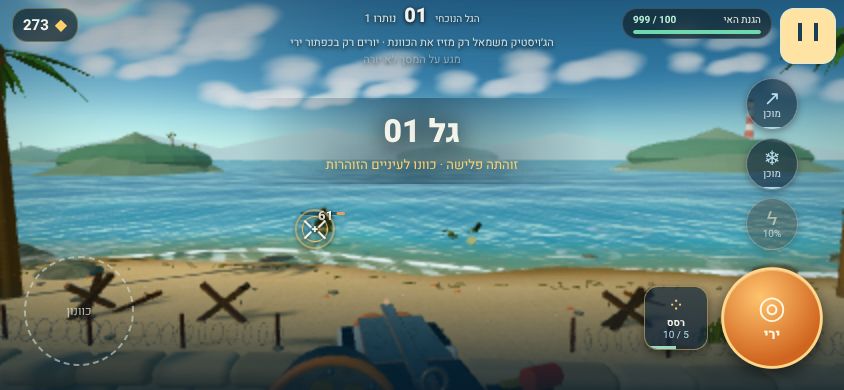 273
הגל הנוכחי 01 נותרו 1
הגנת האי 999 / 100
הג'ויסטיק משמאל רק מזיז את הכוונת · יורים רק בכפתור ירי
מגע על המסך לא יורה
גל 01
זוהתה פלישה · כוונו לעיניים הזוהרות
מוכן
מוכן
10%
61
כוונון
רסס
10 / 5
ירי